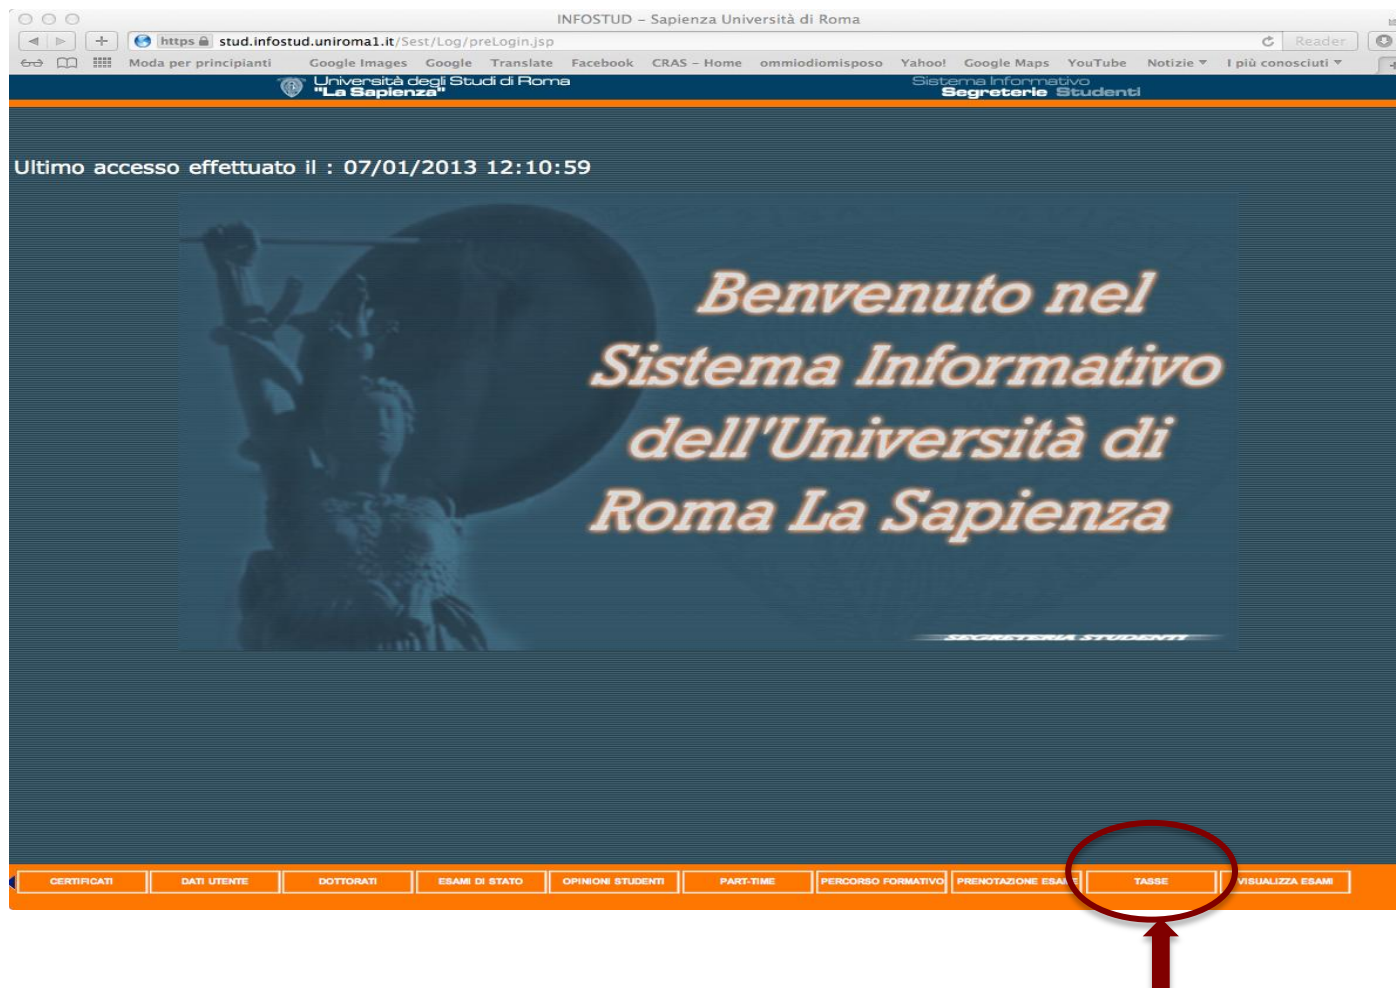 INFOSTUD – Sapienza Università di Roma
https stud.infostud.uniroma1.it/Sest/Log/preLogin.jsp
Reader
Moda per principianti Google Images Google Translate Facebook CRAS – Home ommiodiomisposo Yahoo! Google Maps YouTube Notizie I più conosciuti
Università degli Studi di Roma
"La Sapienza"
Sistema Informativo
Segreterie Studenti
Ultimo accesso effettuato il : 07/01/2013 12:10:59
Benvenuto nel
Sistema Informativo
dell'Università di
Roma La Sapienza
SEGRETERIA STUDENTI
CERTIFICATI DATI UTENTE DOTTORATI ESAMI DI STATO OPINIONI STUDENTI PART-TIME PERCORSO FORMATIVO PRENOTAZIONE ESAMI TASSE VISUALIZZA ESAMI